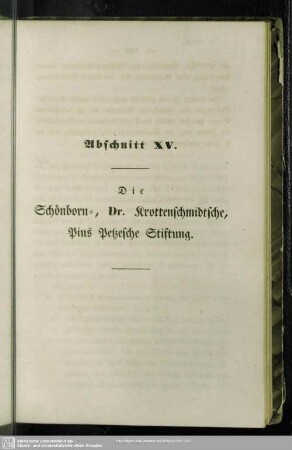 Abschnitt XV.
Die
Schönborn-, Dr. Krottenschmidtsche,
Pius Petzesche Stiftung.